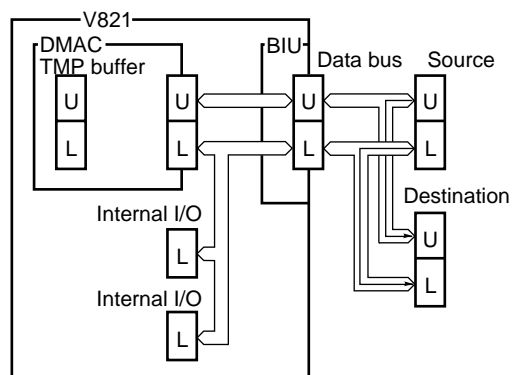 V821
DMAC
TMP buffer
BIU
Data bus
Source
U
U
U
U
L
L
L
L
Destination
Internal I/O
U
L
L
Internal I/O
L